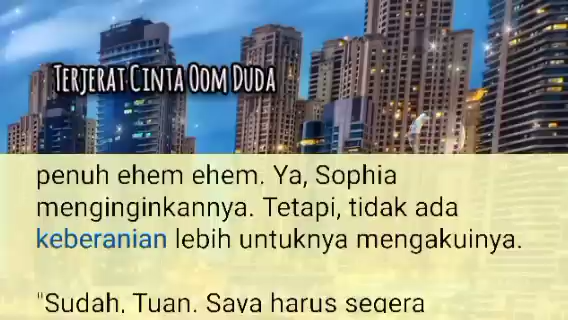 Terjerat Cinta Oom Duda
penuh ehem ehem. Ya, Sophia
menginginkannya. Tetapi, tidak ada
keberanian lebih untuknya mengakuinya.
"Sudah, Tuan. Saya harus segera